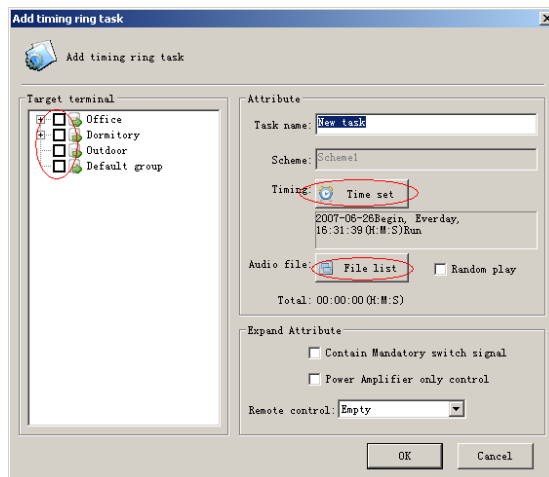 Add timing ring task
Add timing ring task
Target terminal
Office
Dormitory
Outdoor
Default group
Attribute
Task name: New task
Scheme: Scheme1
Timing: Time set
2007-06-26Begin, Everday,
16:31:39(H:M:S)Run
Audio file: File list Random play
Total: 00:00:00(H:M:S)
Expand Attribute
Contain Mandatory switch signal
Power Amplifier only control
Remote control: Empty
OK Cancel